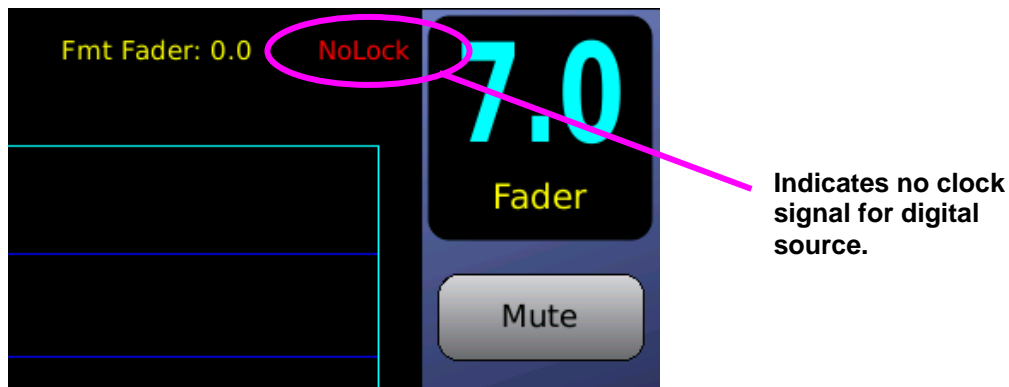 Fmt Fader: 0.0
NoLock
7.0
Fader
Mute
Indicates no clock
signal for digital
source.